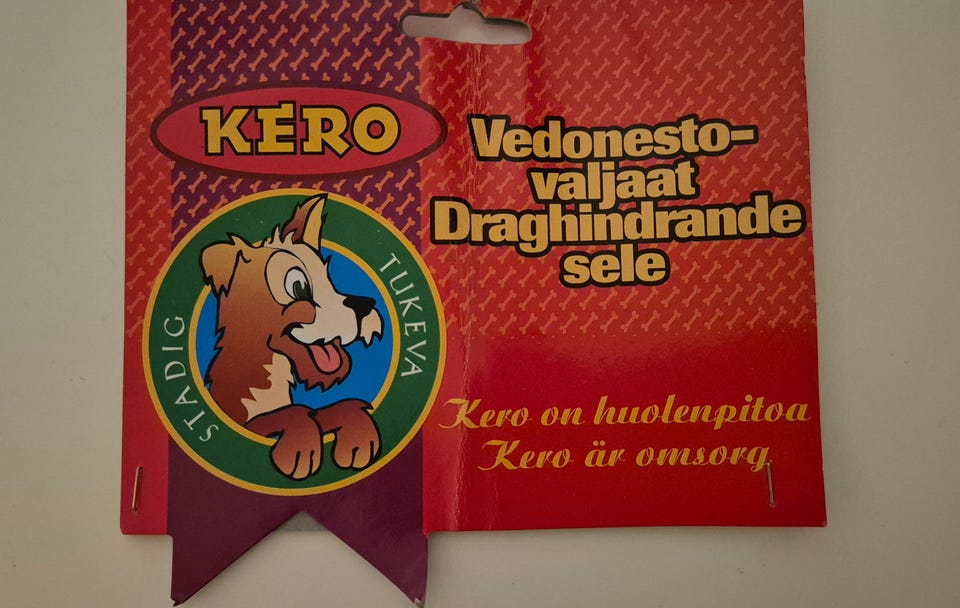 KERO
Vedonesto-
valjaat
Draghindrande
sele
STADIG
TUKEVA
Kero on huolenpitoa
Kero är omsorg